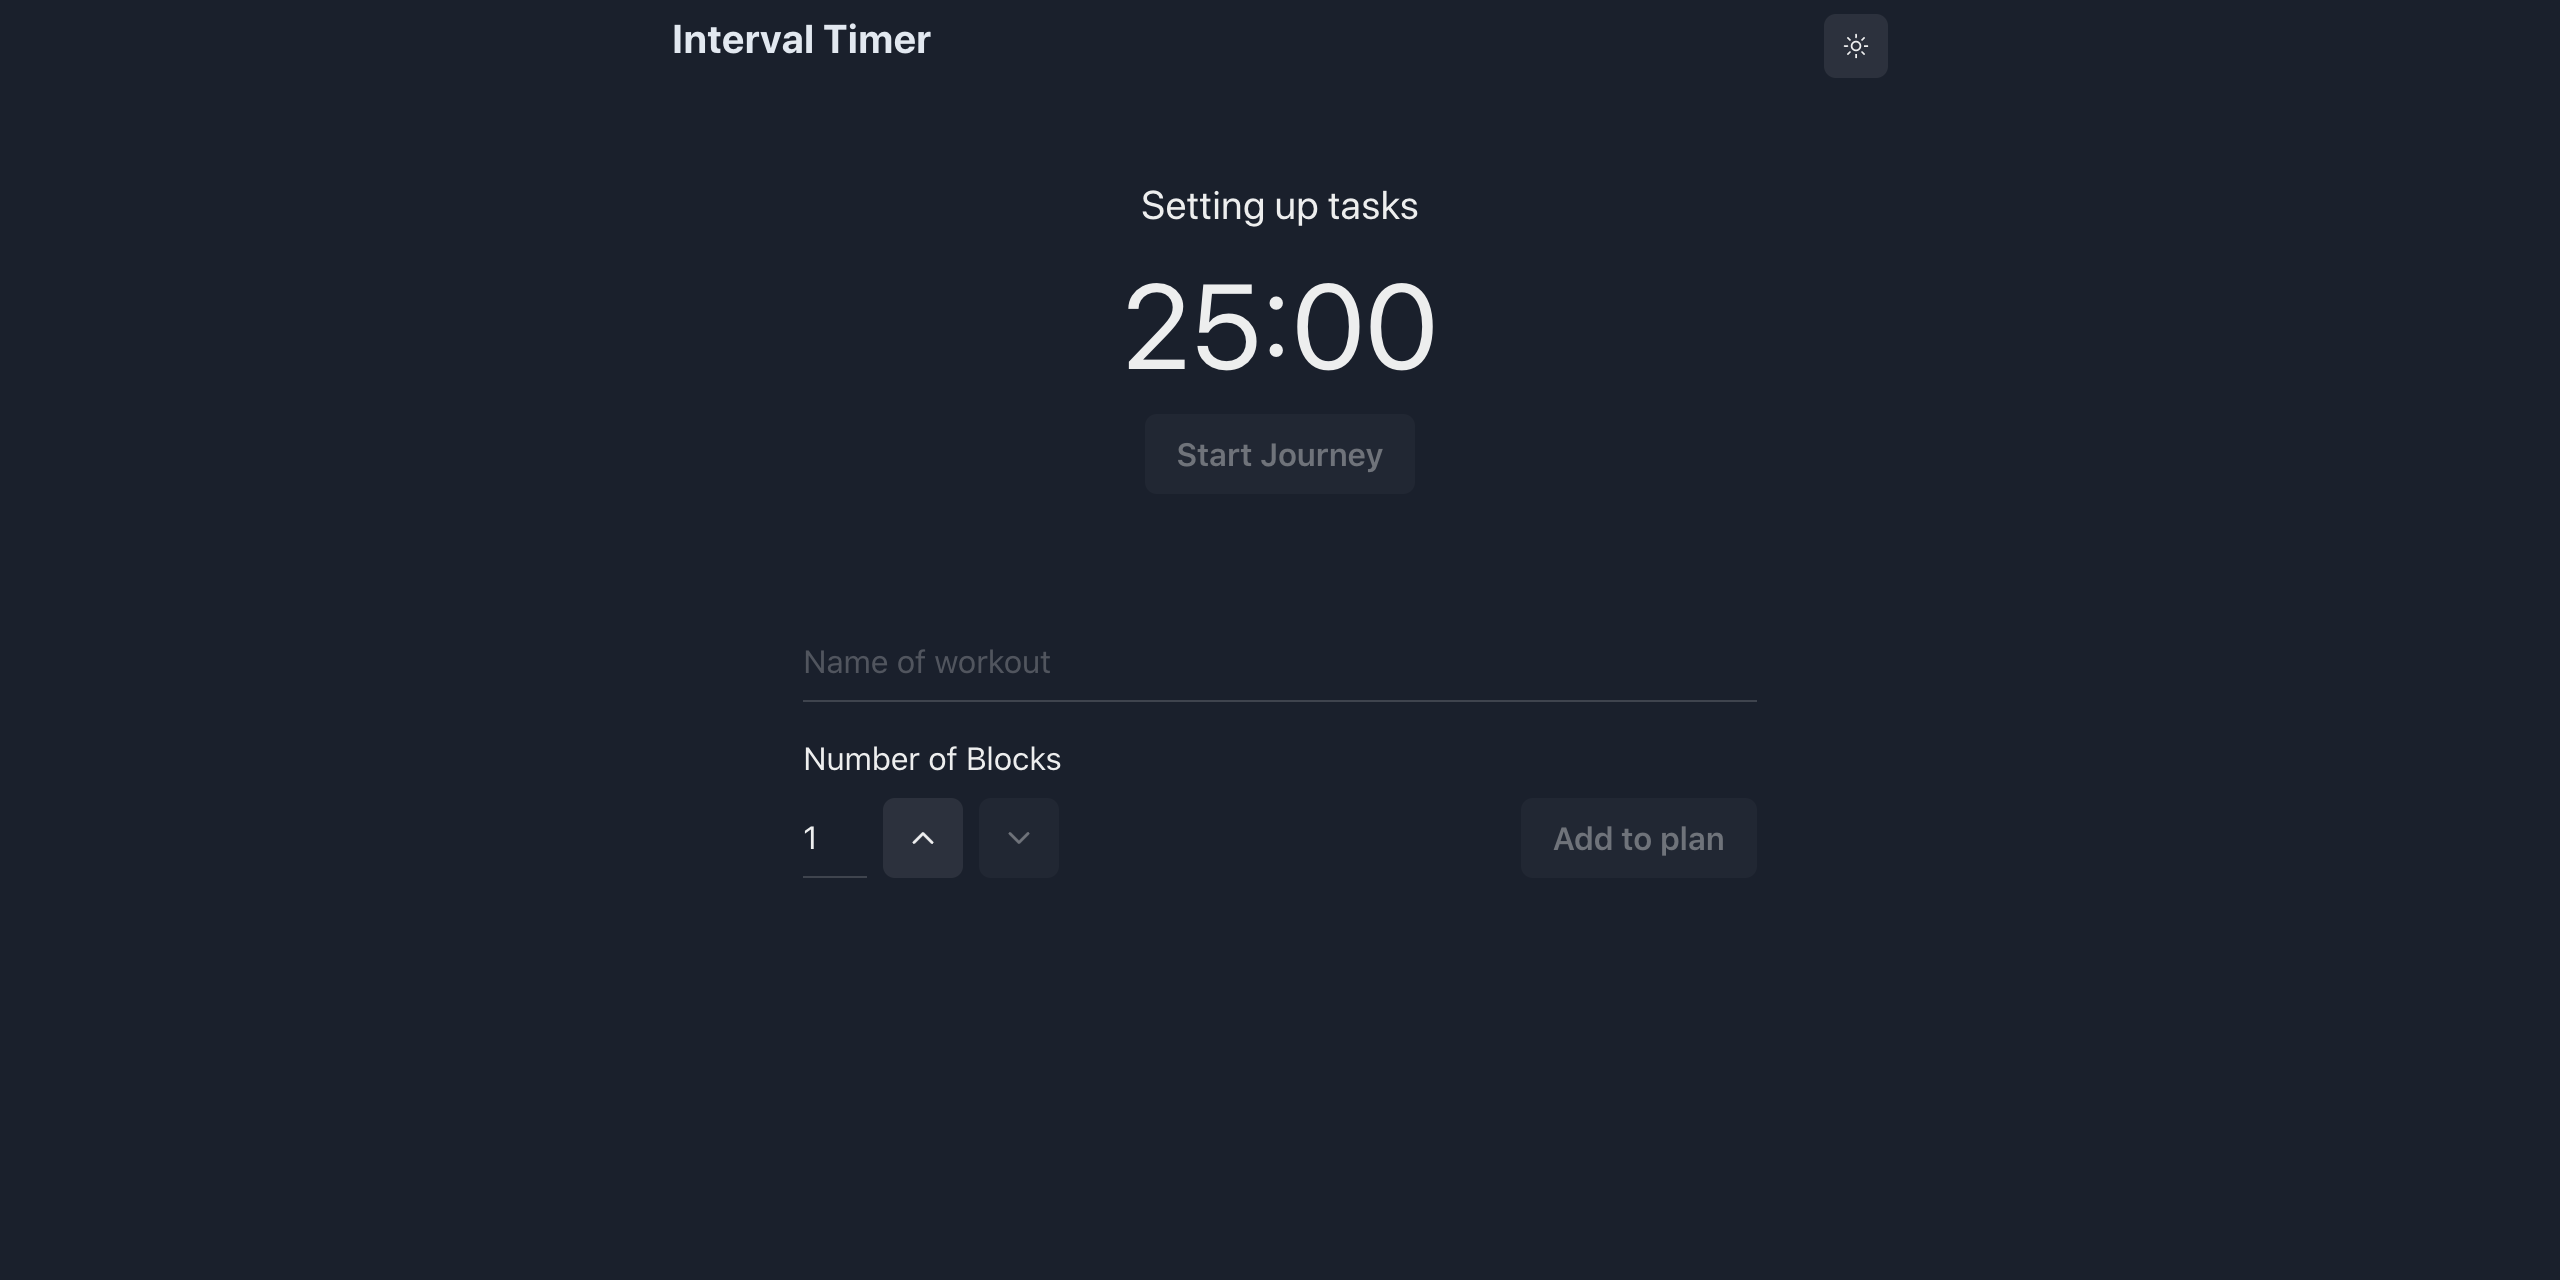 Interval Timer
Setting up tasks
25:00
Start Journey
Name of workout
Number of Blocks
1
Add to plan